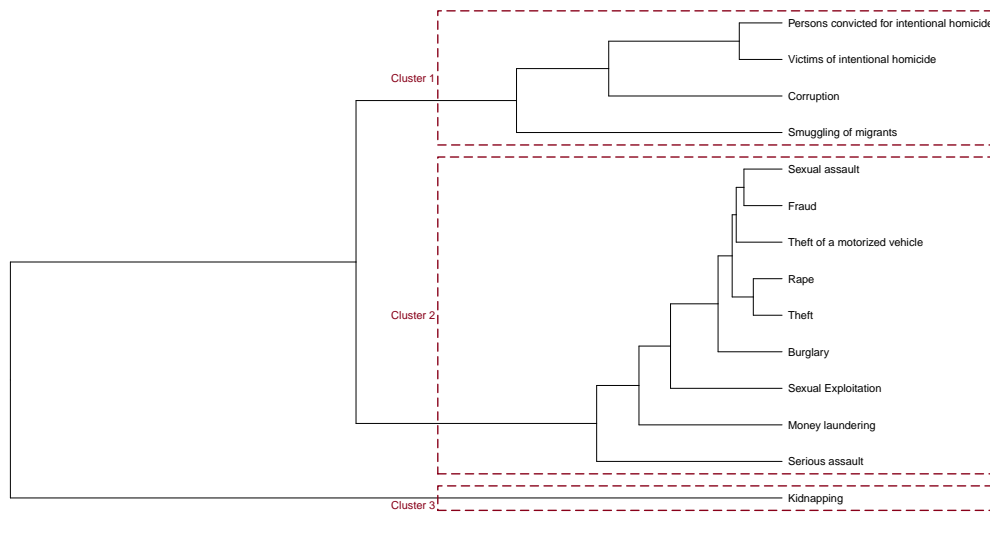 Persons convicted for intentional homicide
Victims of intentional homicide
Cluster 1
Corruption
Smuggling of migrants
Sexual assault
Fraud
Theft of a motorized vehicle
Rape
Cluster 2
Theft
Burglary
Sexual Exploitation
Money laundering
Serious assault
Kidnapping
Cluster 3